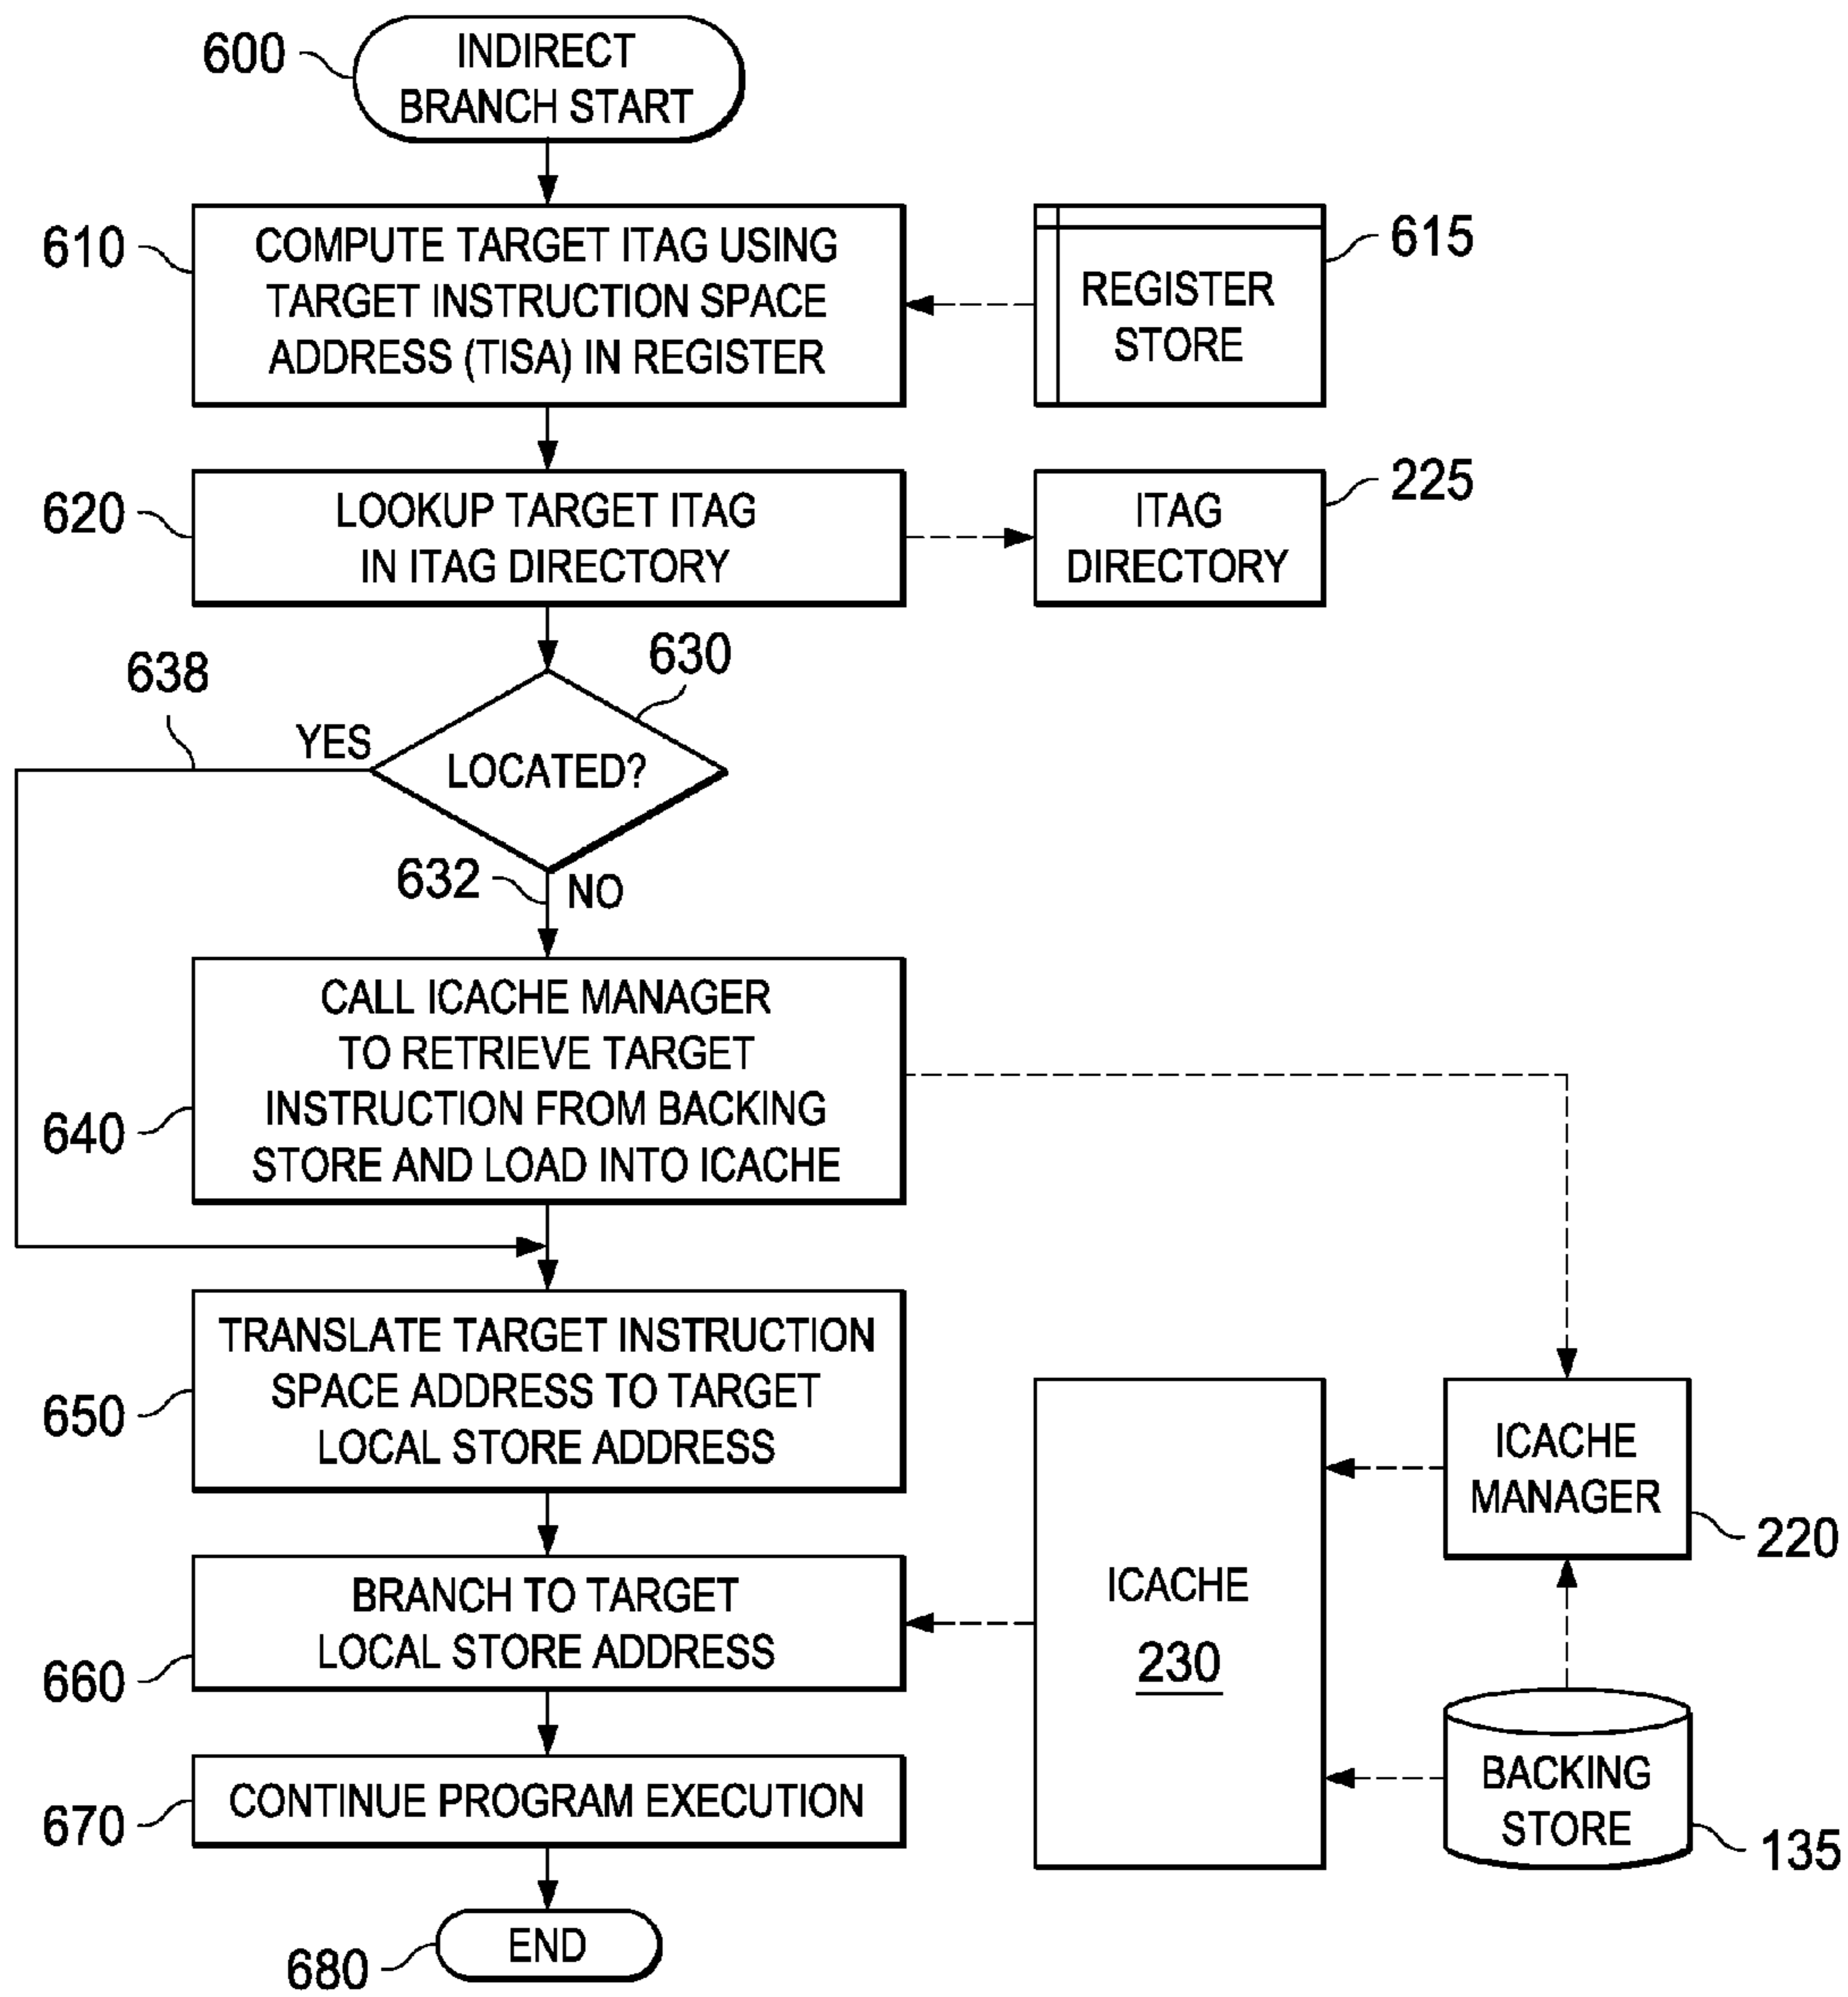 600
INDIRECT
BRANCH START
610
COMPUTE TARGET ITAG USING
TARGET INSTRUCTION SPACE
ADDRESS (TISA) IN REGISTER
REGISTER
STORE
615
620
LOOKUP TARGET ITAG
IN ITAG DIRECTORY
ITAG
DIRECTORY
225
638
YES
630
LOCATED?
632
NO
640
CALL ICACHE MANAGER
TO RETRIEVE TARGET
INSTRUCTION FROM BACKING
STORE AND LOAD INTO ICACHE
650
TRANSLATE TARGET INSTRUCTION
SPACE ADDRESS TO TARGET
LOCAL STORE ADDRESS
ICACHE
MANAGER
220
660
BRANCH TO TARGET
LOCAL STORE ADDRESS
ICACHE
230
670
CONTINUE PROGRAM EXECUTION
BACKING
STORE
135
680
END